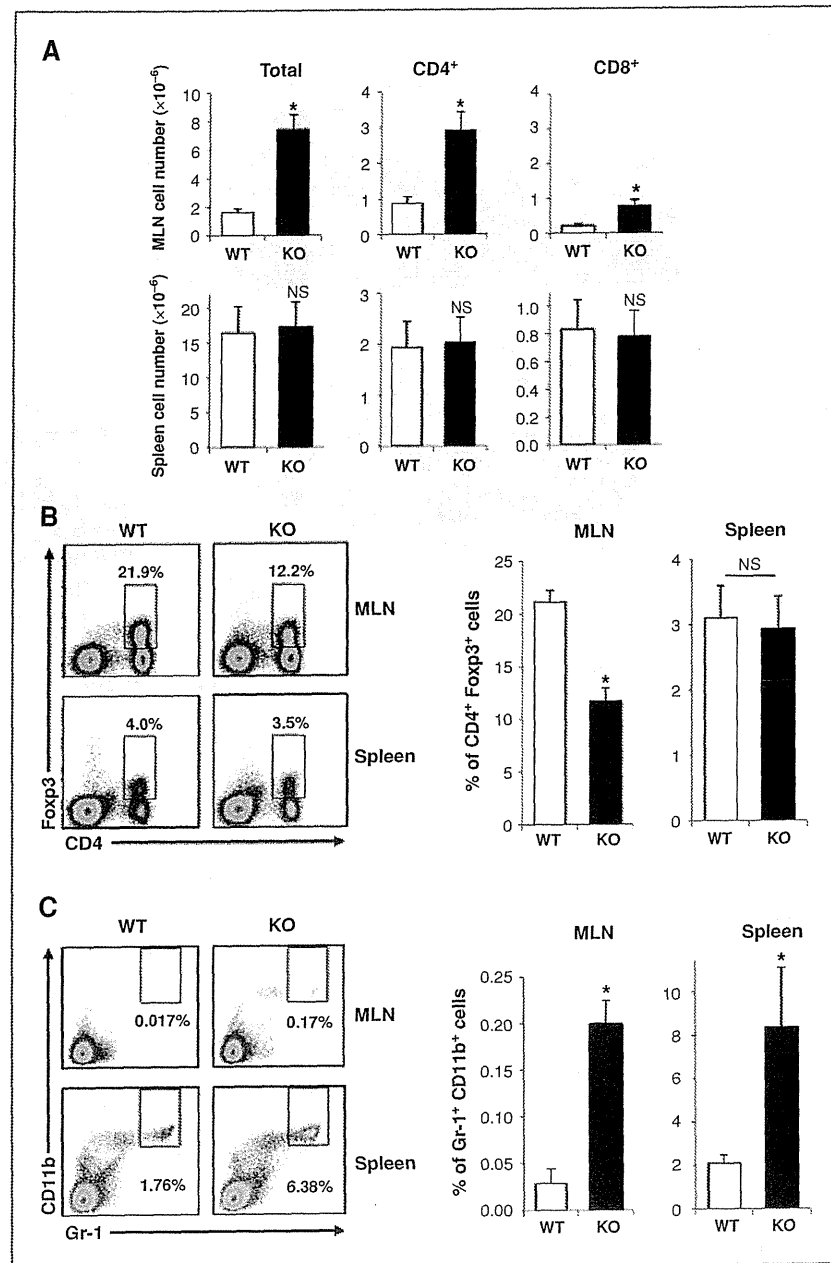 A
Total CD4+ CD8+
MLN cell number (×10⁻⁶)
10 8 6 4 2 0
* WT KO
4 3 2 1 0
* WT KO
4 3 2 1 0
* WT KO
Spleen cell number (×10⁻⁶)
20 15 10 5 0
NS WT KO
3 2 1 0
NS WT KO
1.0 0.8 0.6 0.4 0.2 0.0
NS WT KO
B
WT KO
21.9% 12.2% MLN
4.0% 3.5% Spleen
Foxp3
CD4
MLN Spleen
% of CD4+ Foxp3+ cells
25 20 15 10 5 0
* WT KO
4 3 2 1 0
NS WT KO
C
WT KO
0.017% 0.17% MLN
1.76% 6.38% Spleen
CD11b
Gr-1
MLN Spleen
% of Gr-1+ CD11b+ cells
0.25 0.20 0.15 0.10 0.05 0.00
* WT KO
10 8 6 4 2 0
* WT KO